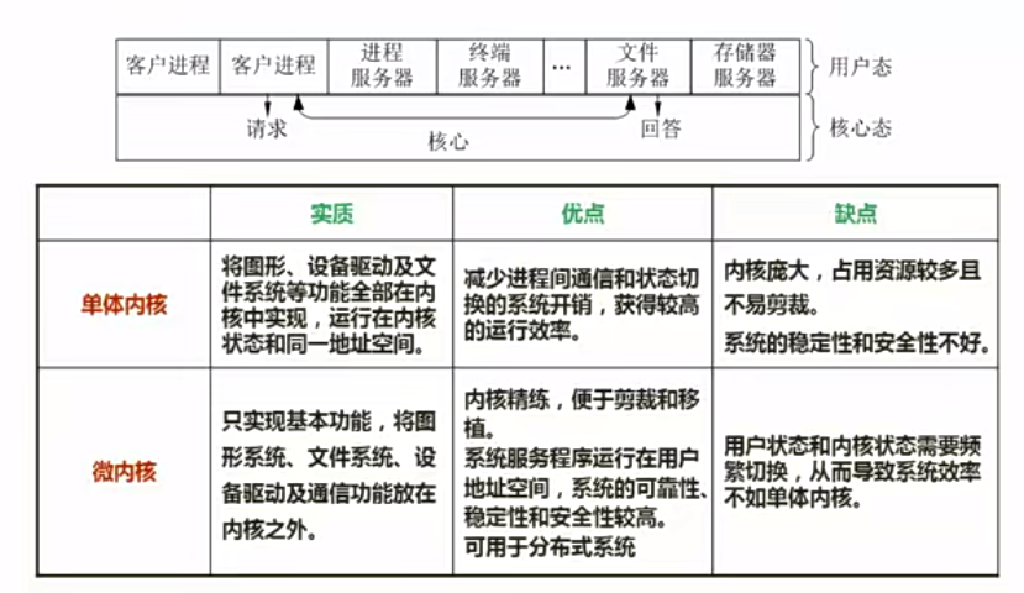 客户进程 客户进程 进程服务器 终端服务器 … 文件服务器 存储器服务器 用户态
请求 核心 回答 核心态
实质 优点 缺点
单体内核
将图形、设备驱动及文
件系统等功能全部在内
核中实现，运行在内核
状态和同一地址空间。
减少进程间通信和状态切
换的系统开销，获得较高
的运行效率。
内核庞大，占用资源较多且
不易剪裁。
系统的稳定性和安全性不好。
微内核
只实现基本功能，将图
形系统、文件系统、设
备驱动及通信功能放在
内核之外。
内核精练，便于剪裁和移
植。
系统服务程序运行在用户
地址空间，系统的可靠性、
稳定性和安全性较高。
可用于分布式系统
用户状态和内核状态需要频
繁切换，从而导致系统效率
不如单体内核。